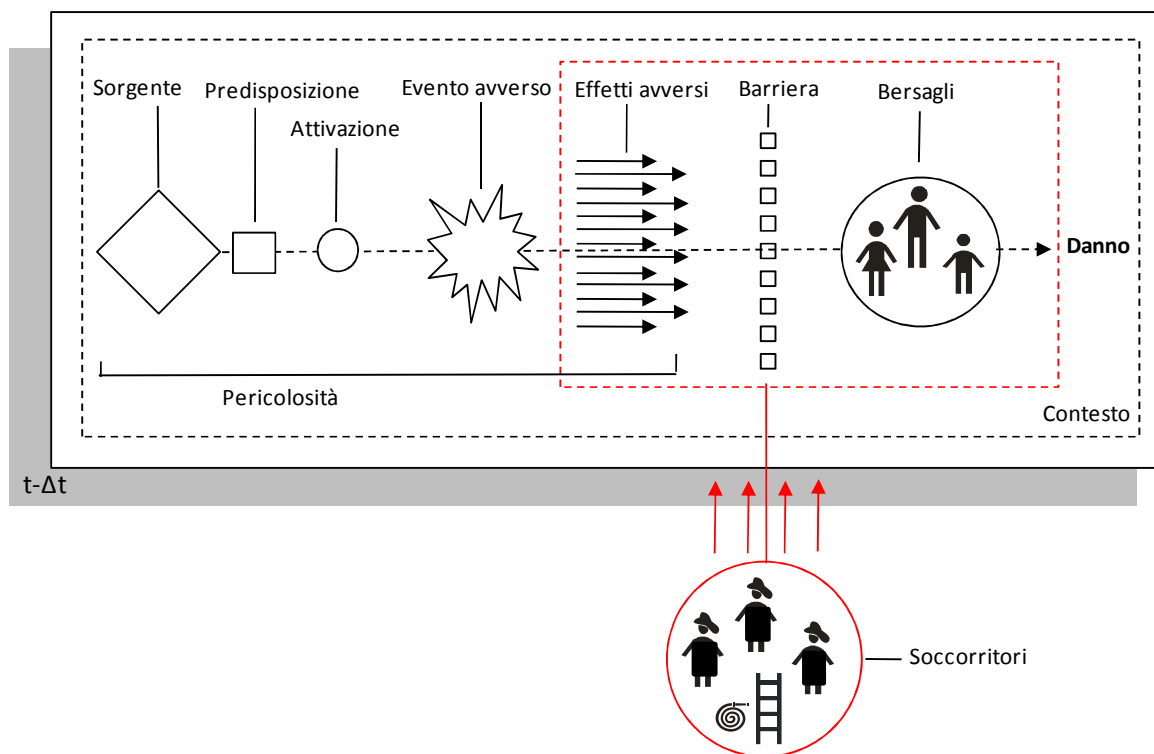 Sorgente
Predisposizione
Attivazione
Evento avverso
Effetti avversi
Barriera
Bersagli
Danno
Pericolosità
Contesto
t-Δt
Soccorritori